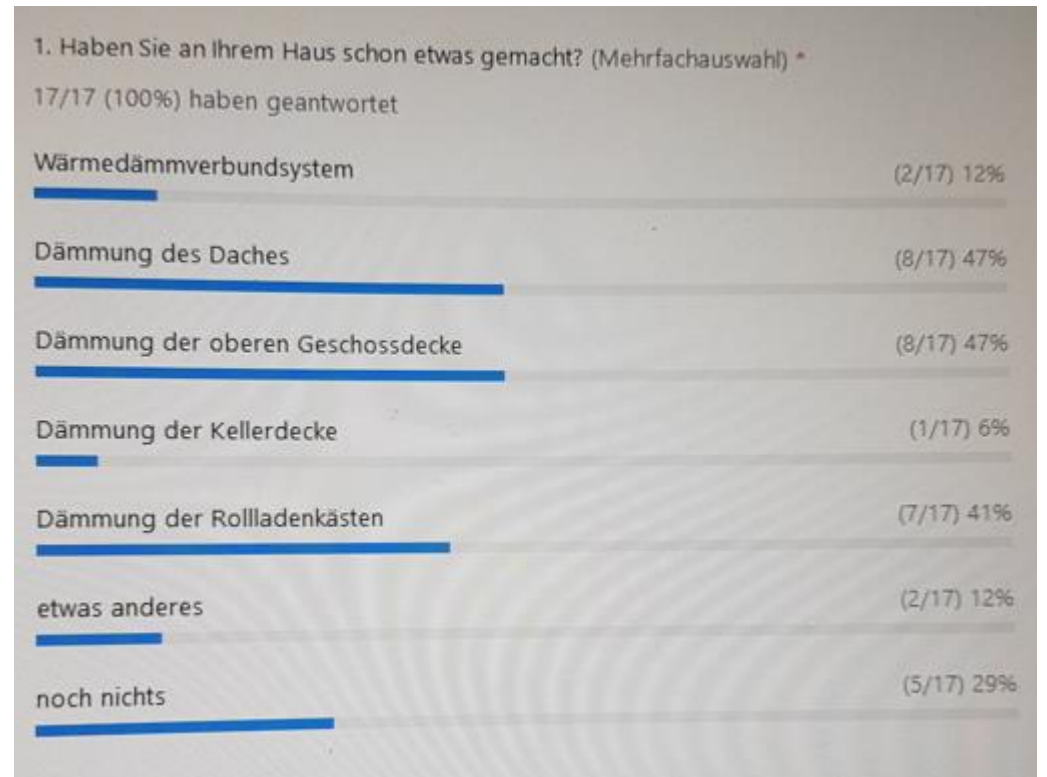 1. Haben Sie an Ihrem Haus schon etwas gemacht? (Mehrfachauswahl) *
17/17 (100%) haben geantwortet
Wärmedämmverbundsystem (2/17) 12%
Dämmung des Daches (8/17) 47%
Dämmung der oberen Geschossdecke (8/17) 47%
Dämmung der Kellerdecke (1/17) 6%
Dämmung der Rollladenkästen (7/17) 41%
etwas anderes (2/17) 12%
noch nichts (5/17) 29%